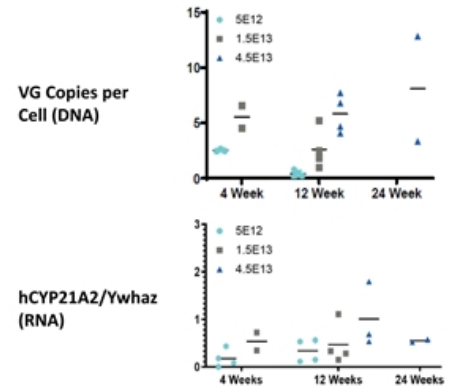 15
5E12
1.5E13
4.5E13
10
VG Copies per
Cell (DNA)
5
0
4 Week
12 Week
24 Week
3
5E12
1.5E13
4.5E13
2
hCYP21A2/Ywhaz
(RNA)
1
0
4 Weeks
12 Weeks
24 Weeks